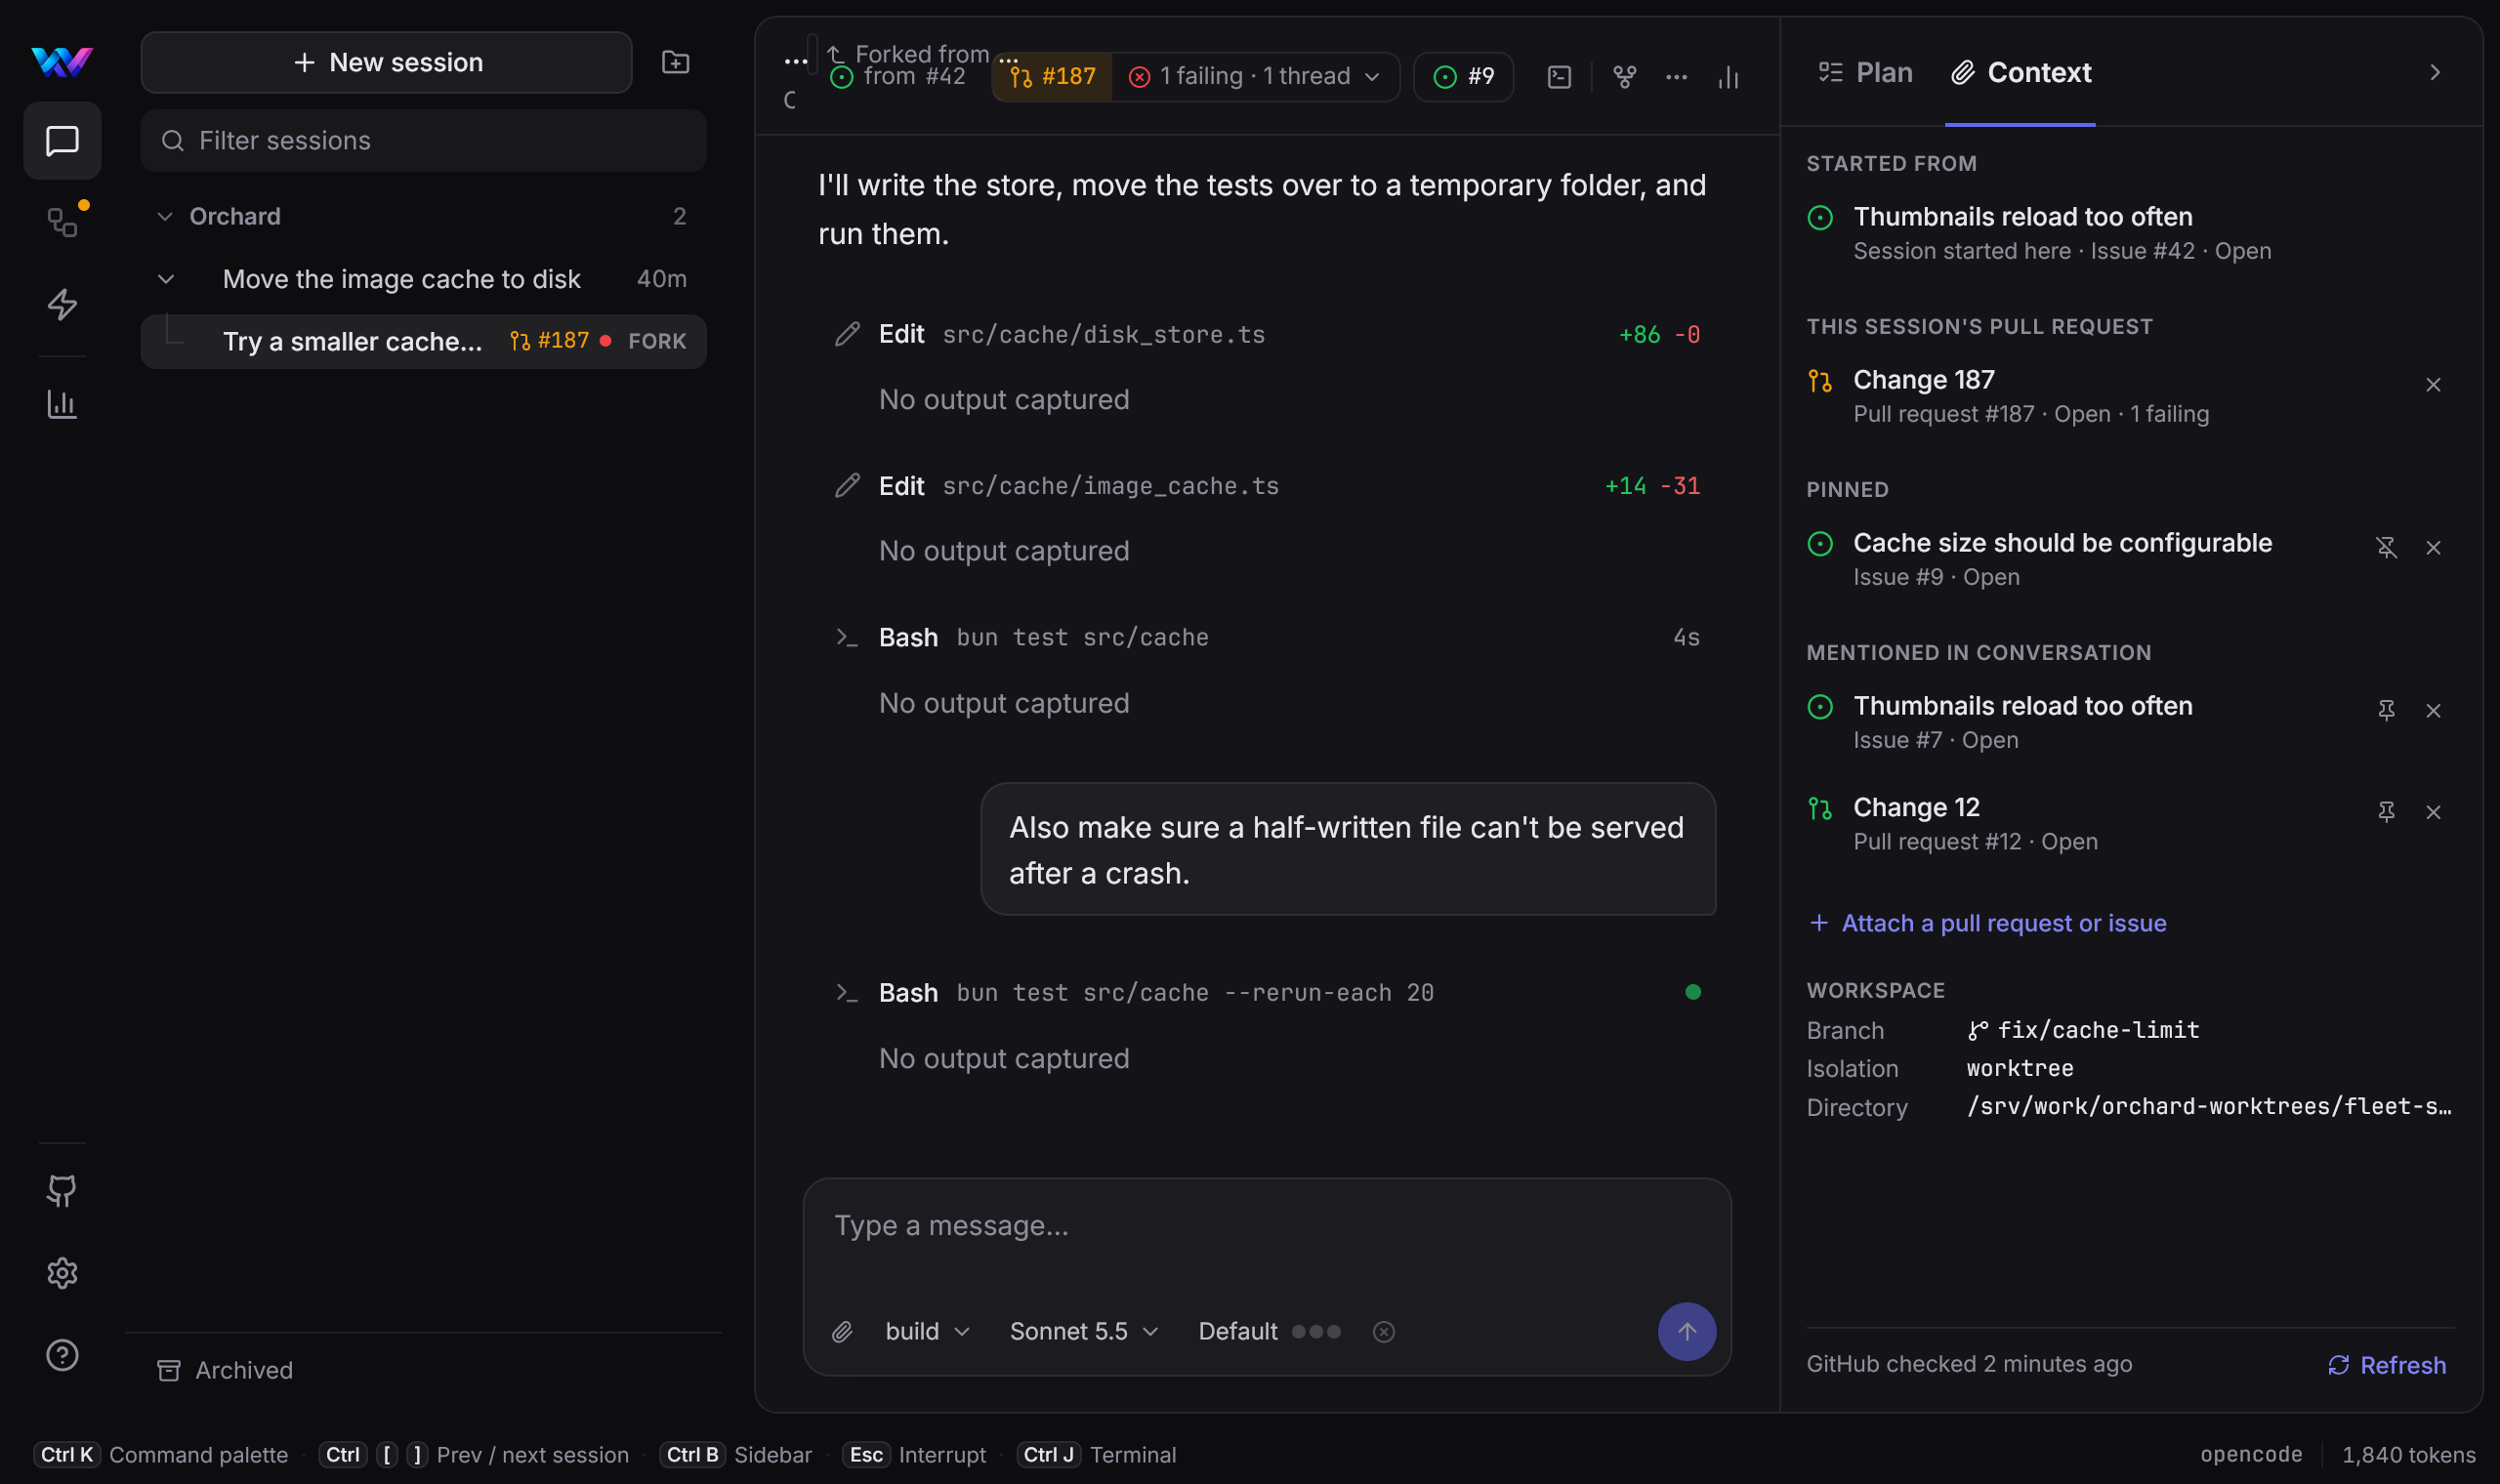 New session
Filter sessions
Orchard 2
Move the image cache to disk 40m
Try a smaller cache... #187 FORK
Archived
... Forked from ...
from #42 #187 1 failing · 1 thread #9
I'll write the store, move the tests over to a temporary folder, and
run them.
Edit src/cache/disk_store.ts +86 -0
No output captured
Edit src/cache/image_cache.ts +14 -31
No output captured
Bash bun test src/cache 4s
No output captured
Also make sure a half-written file can't be served
after a crash.
Bash bun test src/cache --rerun-each 20
No output captured
Type a message...
build Sonnet 5.5 Default
Plan Context
STARTED FROM
Thumbnails reload too often
Session started here · Issue #42 · Open
THIS SESSION'S PULL REQUEST
Change 187
Pull request #187 · Open · 1 failing
PINNED
Cache size should be configurable
Issue #9 · Open
MENTIONED IN CONVERSATION
Thumbnails reload too often
Issue #7 · Open
Change 12
Pull request #12 · Open
+ Attach a pull request or issue
WORKSPACE
Branch fix/cache-limit
Isolation worktree
Directory /srv/work/orchard-worktrees/fleet-s...
GitHub checked 2 minutes ago Refresh
Ctrl K Command palette · Ctrl [ ] Prev / next session · Ctrl B Sidebar · Esc Interrupt · Ctrl J Terminal
opencode 1,840 tokens